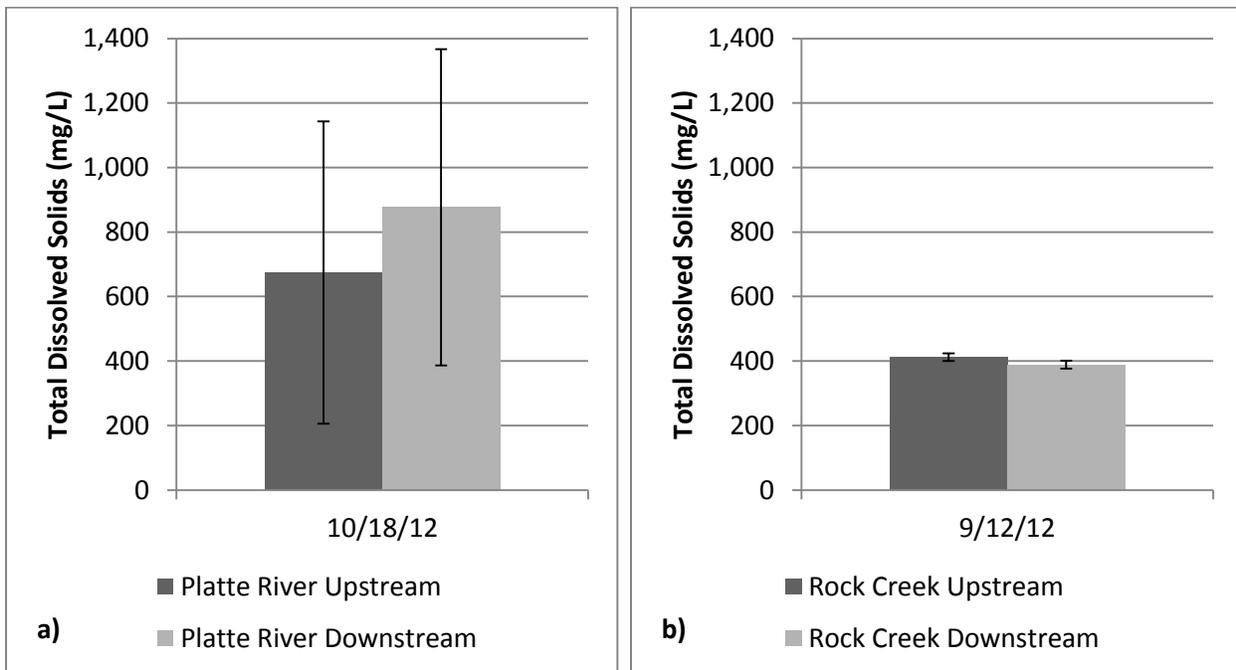 Total Dissolved Solids (mg/L)
1,400
1,200
1,000
800
600
400
200
0
10/18/12
Platte River Upstream
Platte River Downstream
a)
Total Dissolved Solids (mg/L)
1,400
1,200
1,000
800
600
400
200
0
9/12/12
Rock Creek Upstream
Rock Creek Downstream
b)